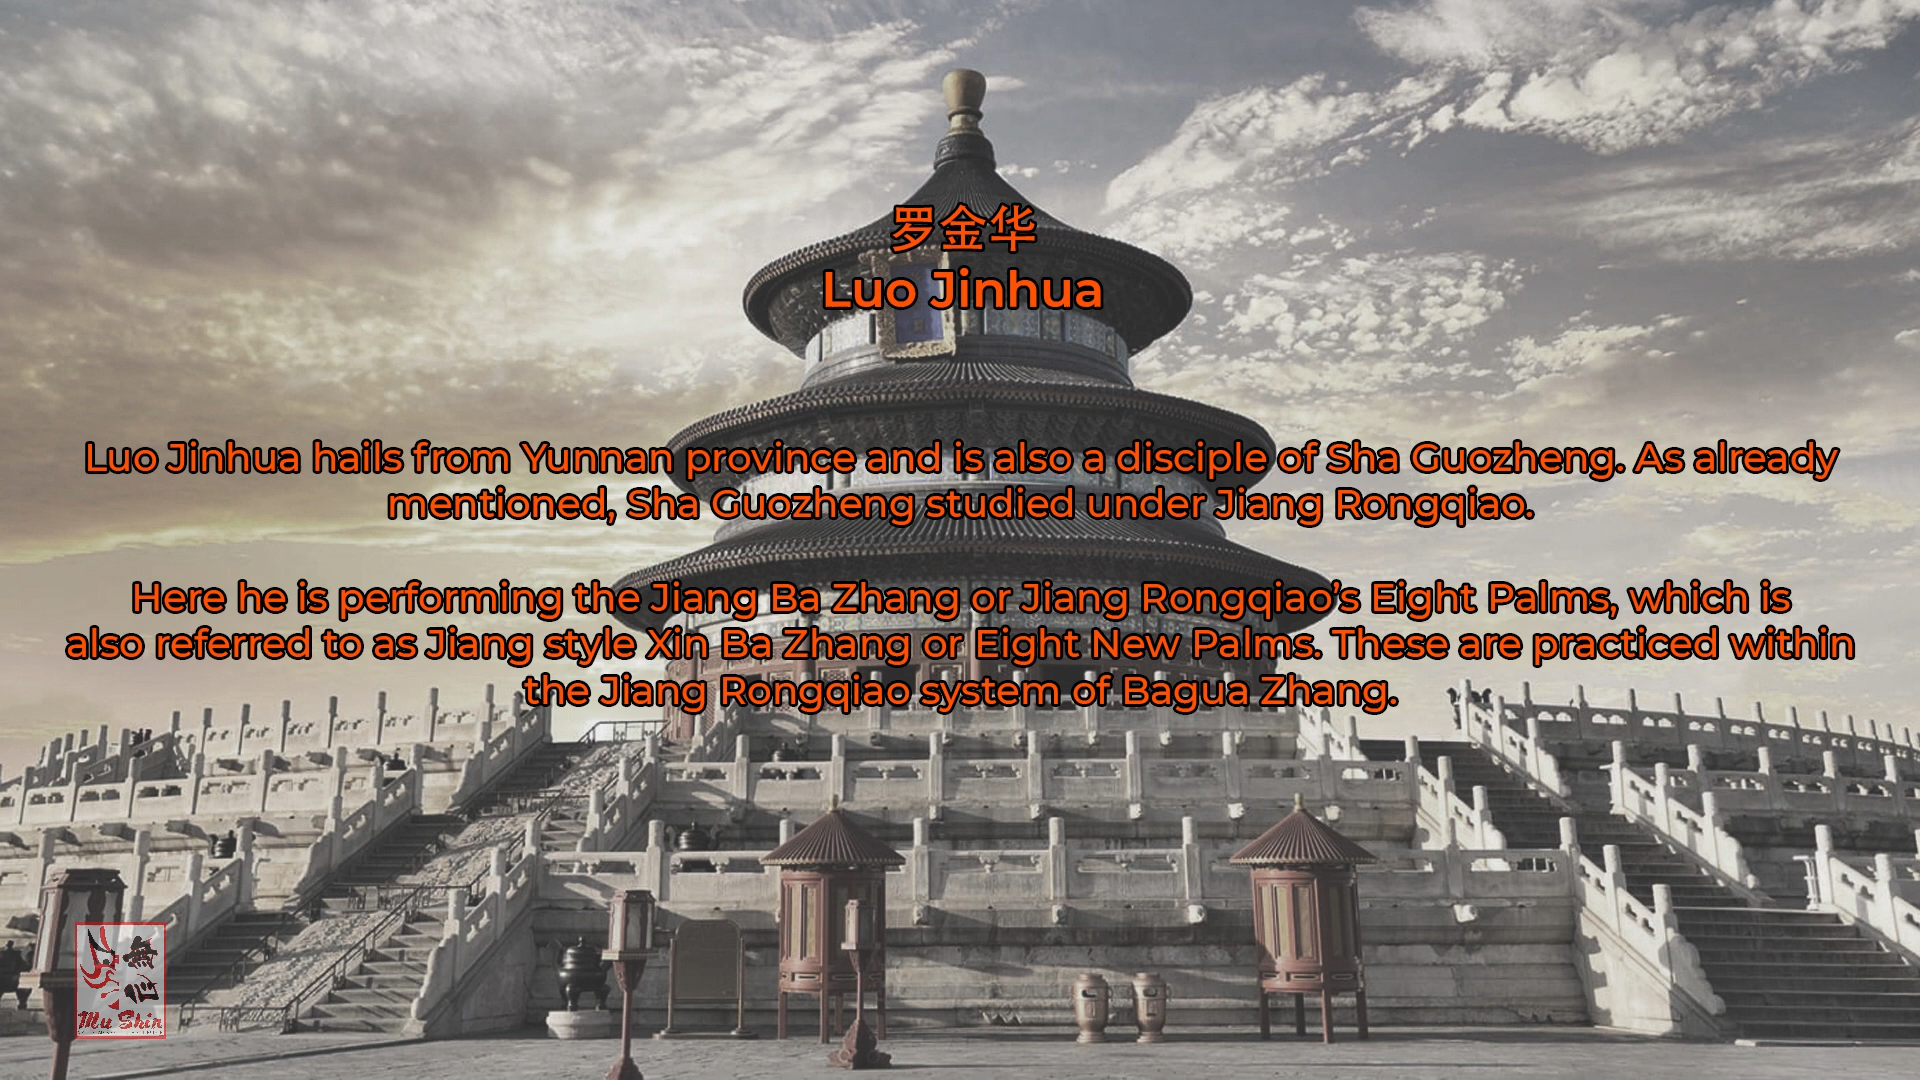 罗金华
Luo Jinhua
Luo Jinhua hails from Yunnan province and is also a disciple of Sha Guozheng. As already
mentioned, Sha Guozheng studied under Jiang Rongqiao.
Here he is performing the Jiang Ba Zhang or Jiang Rongqiao’s Eight Palms, which is
also referred to as Jiang style Xin Ba Zhang or Eight New Palms. These are practiced within
the Jiang Rongqiao system of Bagua Zhang.
無心
Mu Shin